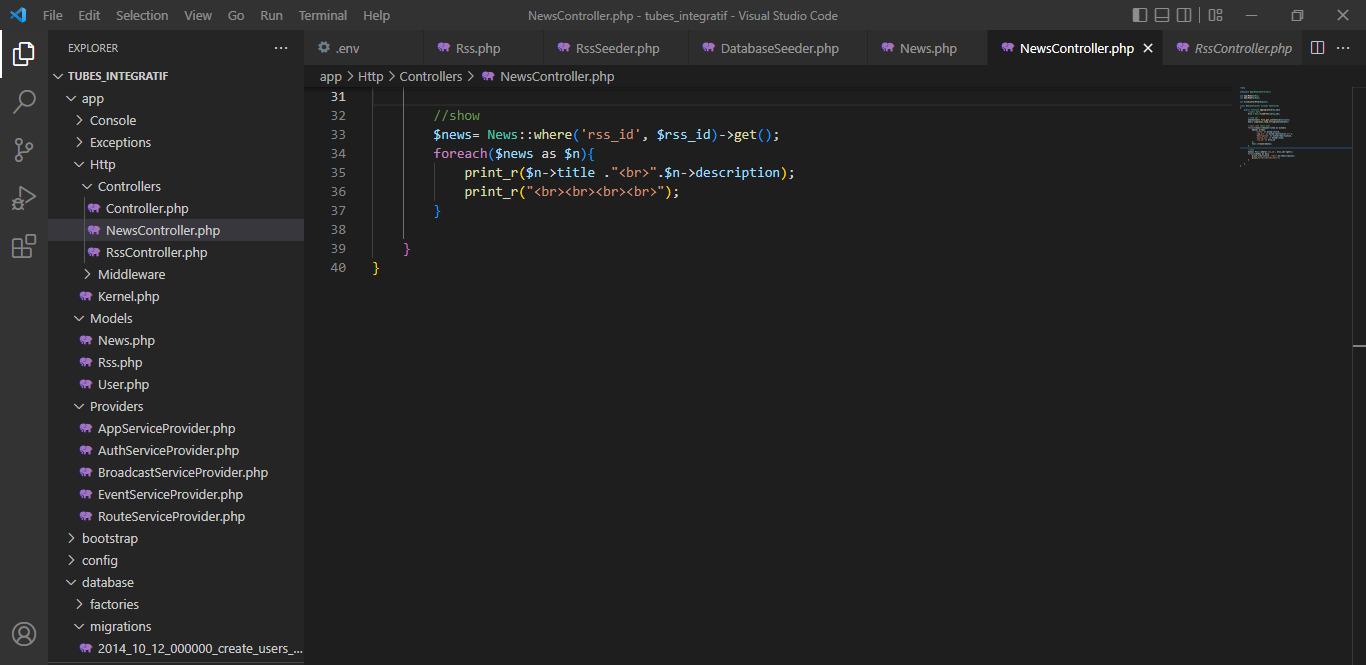 File Edit Selection View Go Run Terminal Help
NewsController.php - tubes_integratif - Visual Studio Code
EXPLORER
TUBES_INTEGRATIF
app
Console
Exceptions
Http
Controllers
Controller.php
NewsController.php
RssController.php
Middleware
Kernel.php
Models
News.php
Rss.php
User.php
Providers
AppServiceProvider.php
AuthServiceProvider.php
BroadcastServiceProvider.php
EventServiceProvider.php
RouteServiceProvider.php
bootstrap
config
database
factories
migrations
2014_10_12_000000_create_users_...
.env Rss.php RssSeeder.php DatabaseSeeder.php News.php NewsController.php RssController.php
app > Http > Controllers > NewsController.php
31
32 //show
33 $news= News::where('rss_id', $rss_id)->get();
34 foreach($news as $n){
35 print_r($n->title ."<br>".$n->description);
36 print_r("<br><br><br><br>");
37 }
38
39 }
40 }